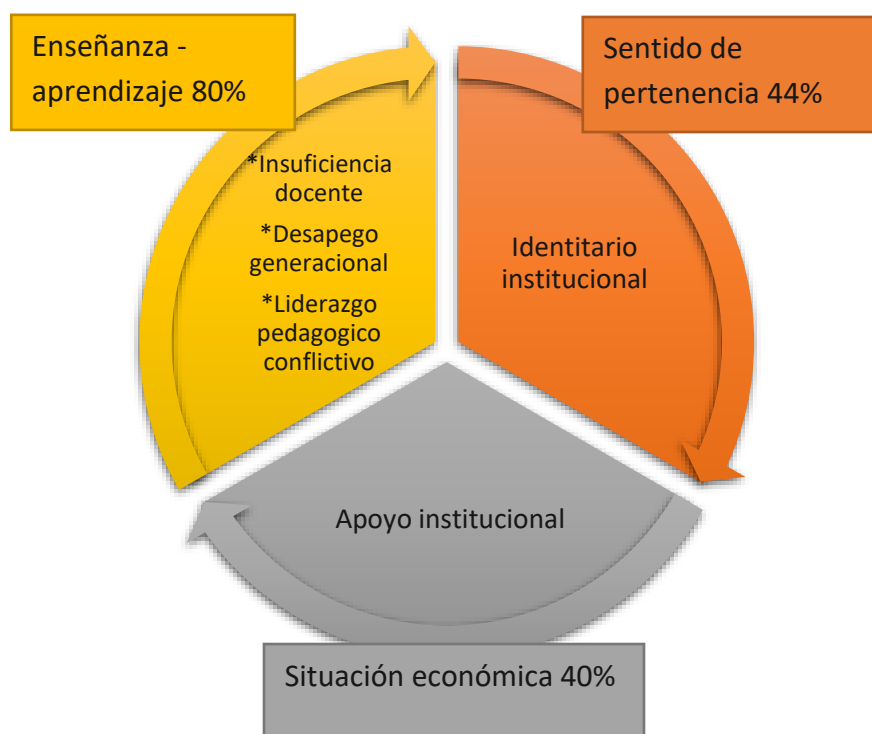 Enseñanza -
aprendizaje 80%
Sentido de
pertenencia 44%
*Insuficiencia
docente
*Desapego
generacional
*Liderazgo
pedagogico
conflictivo
Identitario
institucional
Apoyo institucional
Situación económica 40%